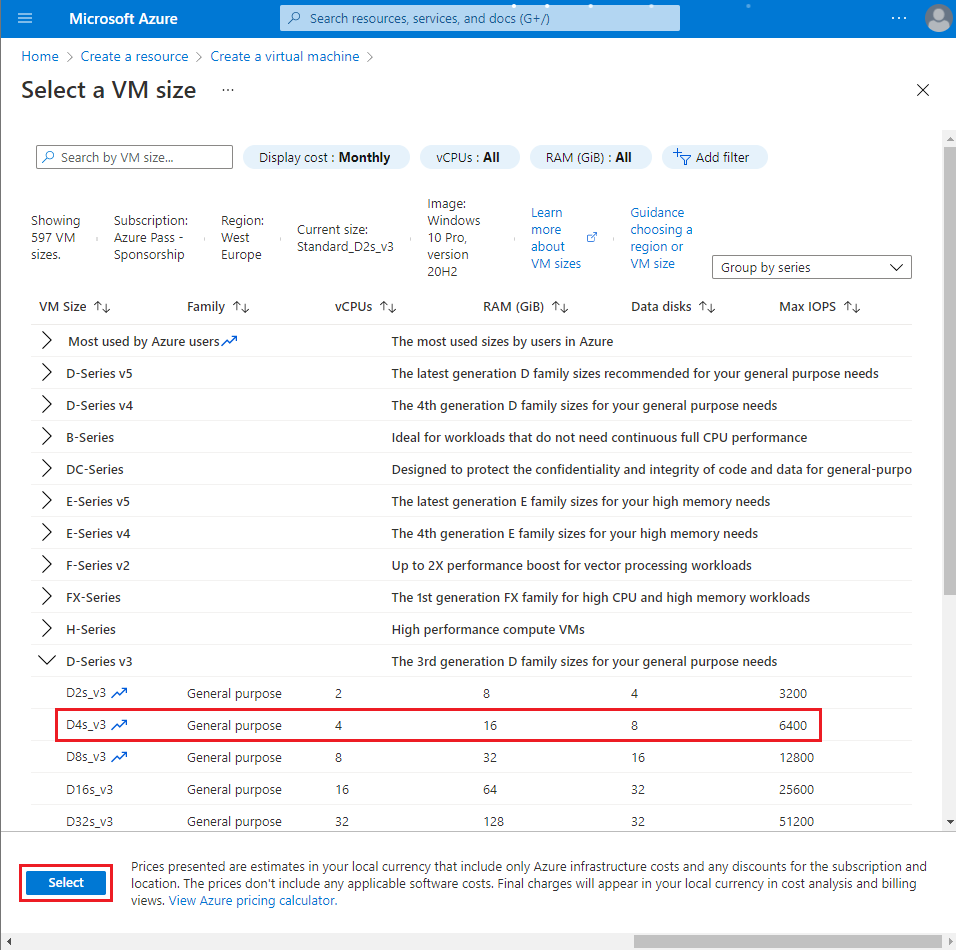 Microsoft Azure
Search resources, services, and docs (G+/)
Home > Create a resource > Create a virtual machine >
Select a VM size ...
Search by VM size...
Display cost : Monthly
vCPUs : All
RAM (GiB) : All
Add filter
Showing
597 VM
sizes.
Subscription:
Azure Pass -
Sponsorship
Region:
West
Europe
Current size:
Standard_D2s_v3
Image:
Windows
10 Pro,
version
20H2
Learn
more
about
VM sizes
Guidance
choosing a
region or
VM size
Group by series
VM Size Family vCPUs RAM (GiB) Data disks Max IOPS
Most used by Azure users The most used sizes by users in Azure
D-Series v5 The latest generation D family sizes recommended for your general purpose needs
D-Series v4 The 4th generation D family sizes for your general purpose needs
B-Series Ideal for workloads that do not need continuous full CPU performance
DC-Series Designed to protect the confidentiality and integrity of code and data for general-purpo
E-Series v5 The latest generation E family sizes for your high memory needs
E-Series v4 The 4th generation E family sizes for your high memory needs
F-Series v2 Up to 2X performance boost for vector processing workloads
FX-Series The 1st generation FX family for high CPU and high memory workloads
H-Series High performance compute VMs
D-Series v3 The 3rd generation D family sizes for your general purpose needs
D2s_v3 General purpose 2 8 4 3200
D4s_v3 General purpose 4 16 8 6400
D8s_v3 General purpose 8 32 16 12800
D16s_v3 General purpose 16 64 32 25600
D32s_v3 General purpose 32 128 32 51200
Select
Prices presented are estimates in your local currency that include only Azure infrastructure costs and any discounts for the subscription and
location. The prices don't include any applicable software costs. Final charges will appear in your local currency in cost analysis and billing
views. View Azure pricing calculator.